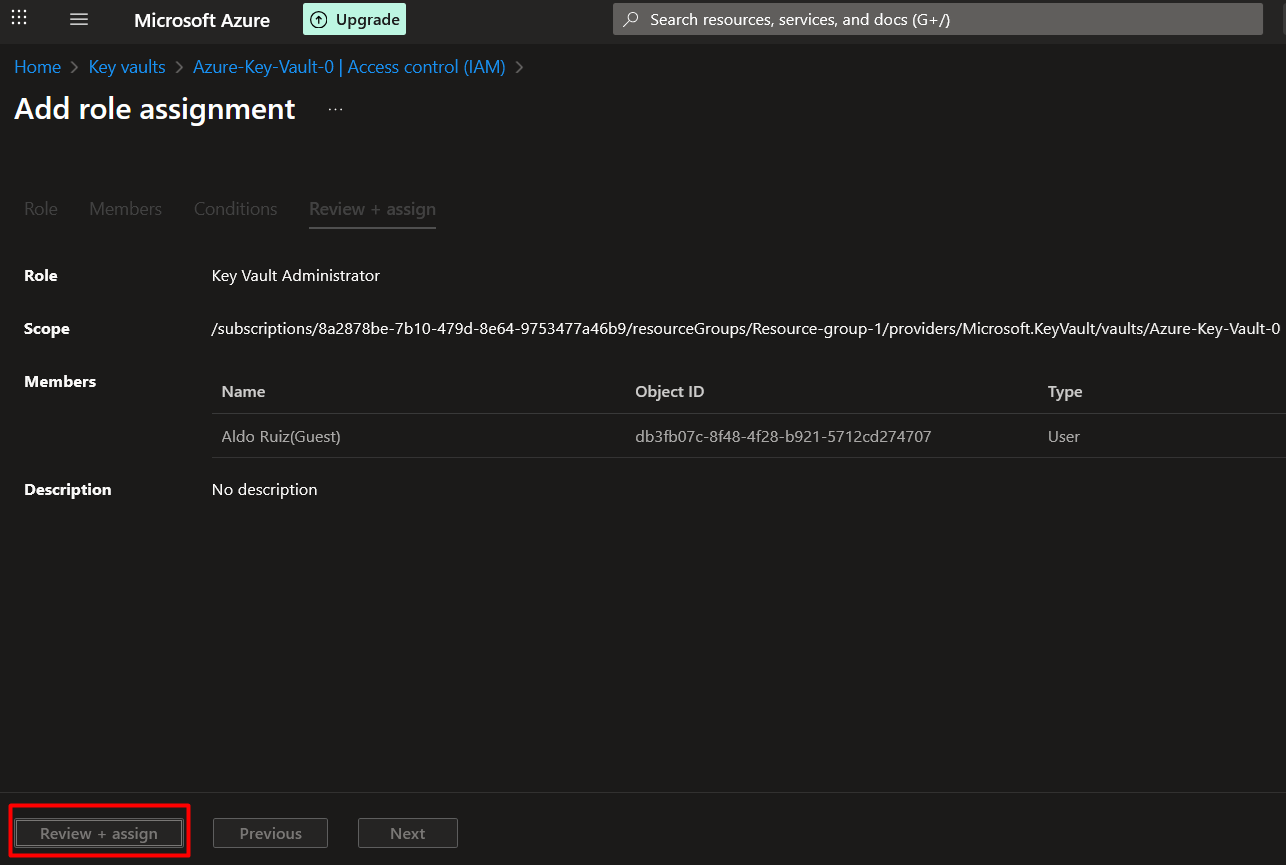 Microsoft Azure Upgrade Search resources, services, and docs (G+/)
Home > Key vaults > Azure-Key-Vault-0 | Access control (IAM) >
Add role assignment ...
Role Members Conditions Review + assign
Role Key Vault Administrator
Scope /subscriptions/8a2878be-7b10-479d-8e64-9753477a46b9/resourceGroups/Resource-group-1/providers/Microsoft.KeyVault/vaults/Azure-Key-Vault-0
Members
Name Object ID Type
Aldo Ruiz(Guest) db3fb07c-8f48-4f28-b921-5712cd274707 User
Description No description
Review + assign Previous Next